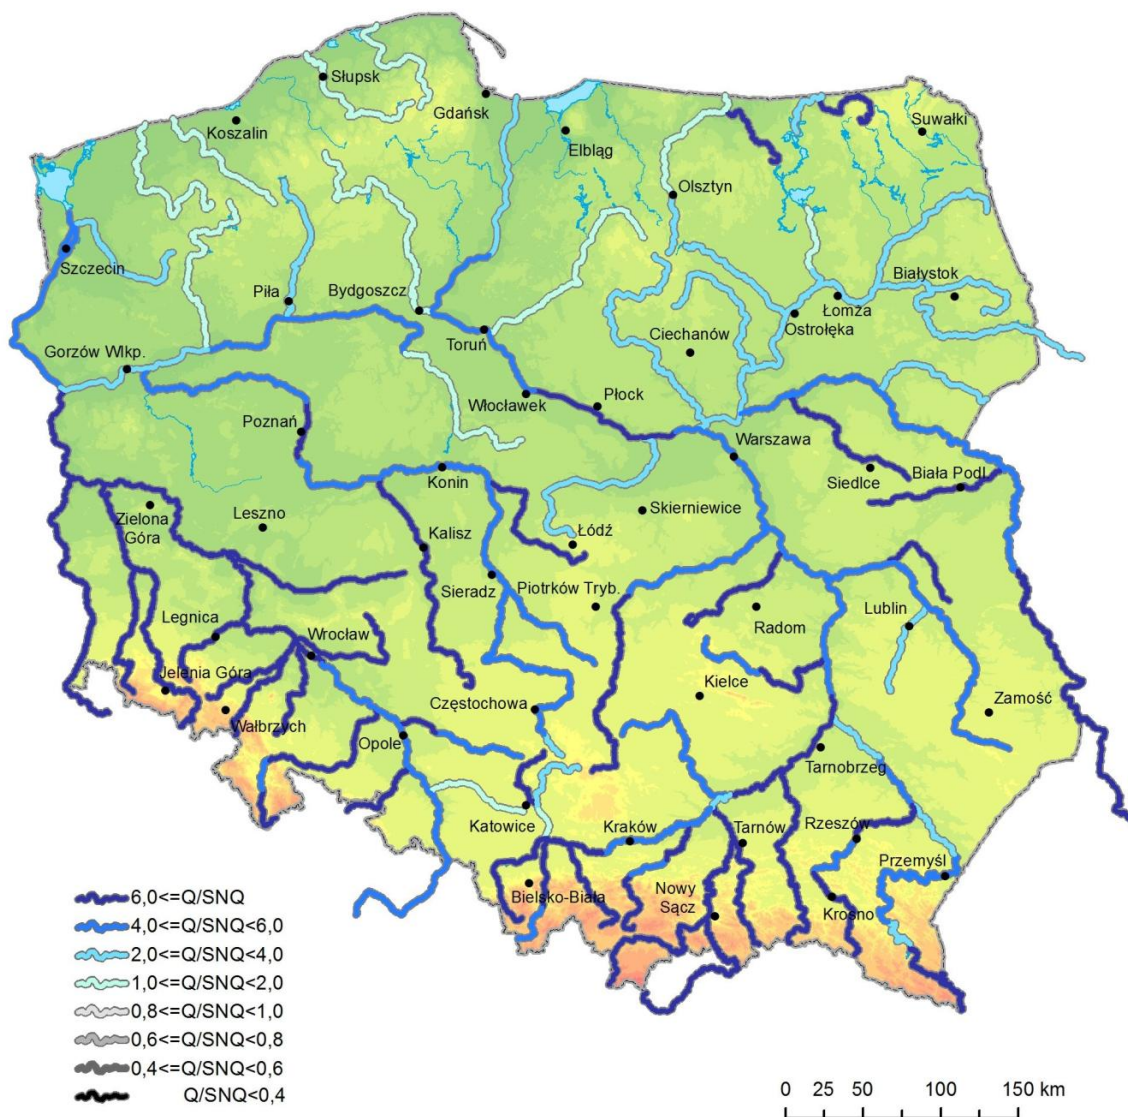 Słupsk
Gdańsk
Koszalin
Elbląg
Suwałki
Olsztyn
Szczecin
Piła
Bydgoszcz
Białystok
Łomża
Ostrołęka
Toruń
Ciechanów
Gorzów Wlkp.
Włocławek
Płock
Poznań
Warszawa
Konin
Siedlce
Biała Podl.
Zielona
Góra
Leszno
Skierniewice
Kalisz
Łódź
Sieradz
Piotrków Tryb.
Legnica
Radom
Lublin
Wrocław
Jelenia Góra
Kielce
Wałbrzych
Częstochowa
Zamość
Opole
Tarnobrzeg
Katowice
Kraków
Tarnów
Rzeszów
Przemyśl
Bielsko-Biała
Nowy
Sącz
Krosno
6,0<=Q/SNQ
4,0<=Q/SNQ<6,0
2,0<=Q/SNQ<4,0
1,0<=Q/SNQ<2,0
0,8<=Q/SNQ<1,0
0,6<=Q/SNQ<0,8
0,4<=Q/SNQ<0,6
Q/SNQ<0,4
0 25 50 100 150 km